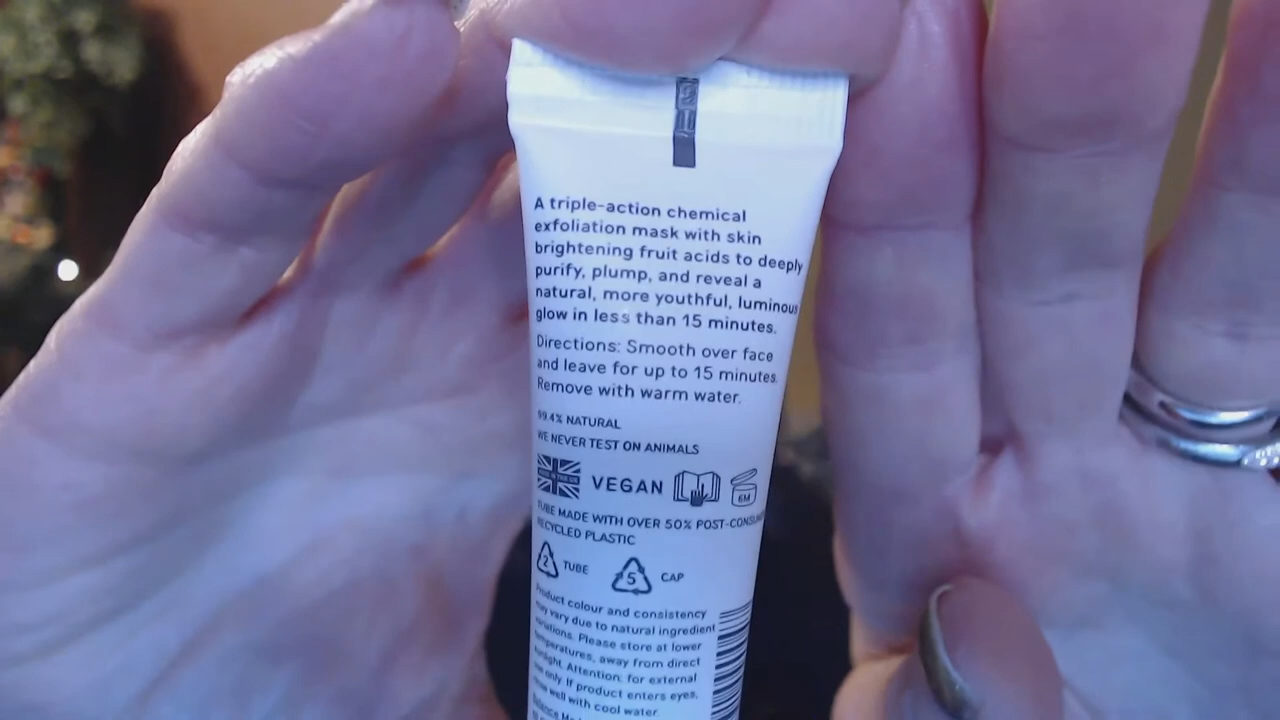 A triple-action chemical
exfoliation mask with skin
brightening fruit acids to deeply
purify, plump, and reveal a
natural, more youthful, luminous
glow in less than 15 minutes.
Directions: Smooth over face
and leave for up to 15 minutes.
Remove with warm water.
99.4% NATURAL
WE NEVER TEST ON ANIMALS
VEGAN
6M
TUBE MADE WITH OVER 50% POST-CONSUM
RECYCLED PLASTIC
2 TUBE
5 CAP
Product colour and consistency
may vary due to natural ingredient
variations. Please store at lower
temperatures, away from direct
sunlight. Attention: for external
use only. If product enters eyes,
rinse well with cool water.